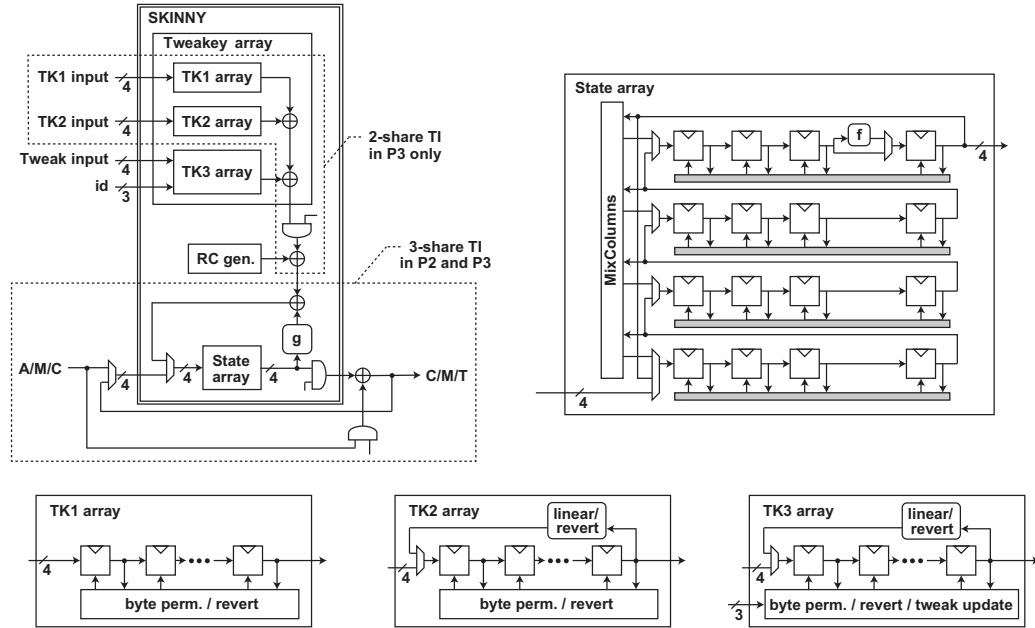 SKINNY
Tweakey array
TK1 input
4
TK1 array
TK2 input
4
TK2 array
Tweak input
4
id
3
TK3 array
2-share TI
in P3 only
RC gen.
3-share TI
in P2 and P3
g
A/M/C
4
4
State
array
4
C/M/T
State array
MixColumns
f
4
4
TK1 array
4
byte perm. / revert
TK2 array
linear/
revert
4
byte perm. / revert
TK3 array
linear/
revert
4
3
byte perm. / revert / tweak update